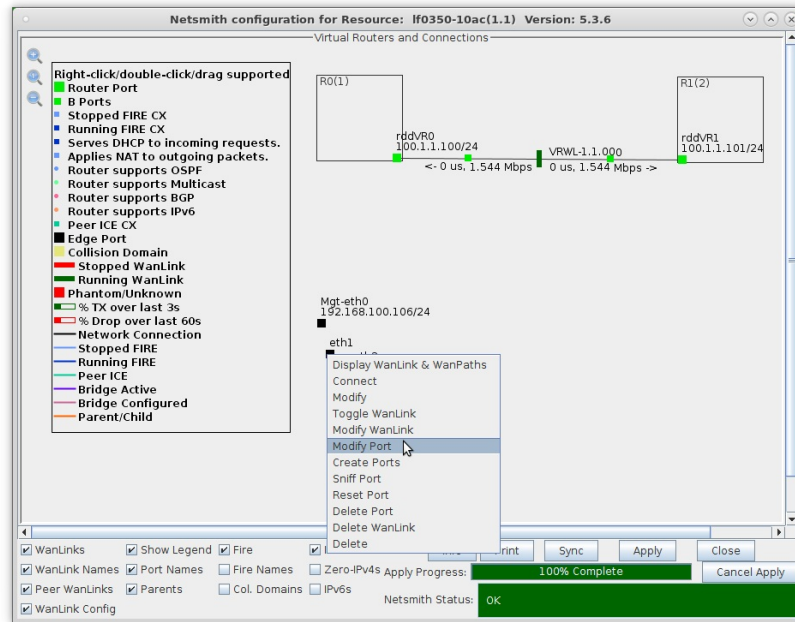 Netsmith configuration for Resource: lf0350-10ac(1.1) Version: 5.3.6
Virtual Routers and Connections
Right-click/double-click/drag supported
Router Port
B Ports
Stopped FIRE CX
Running FIRE CX
Serves DHCP to incoming requests.
Applies NAT to outgoing packets.
Router supports OSPF
Router supports Multicast
Router supports BGP
Router supports IPv6
Peer ICE CX
Edge Port
Collision Domain
Stopped WanLink
Running WanLink
Phantom/Unknown
% TX over last 3s
% Drop over last 60s
Network Connection
Stopped FIRE
Running FIRE
Peer ICE
Bridge Active
Bridge Configured
Parent/Child
R0(1)
rddVR0
100.1.1.100/24
VRWL-1.1.000
<- 0 us, 1.544 Mbps
0 us, 1.544 Mbps ->
R1(2)
rddVR1
100.1.1.101/24
Mgt-eth0
192.168.100.106/24
eth1
Display WanLink & WanPaths
Connect
Modify
Toggle WanLink
Modify WanLink
Modify Port
Create Ports
Sniff Port
Reset Port
Delete Port
Delete WanLink
Delete
WanLinks Show Legend Fire
Print Sync Apply Close
WanLink Names Port Names Fire Names Zero-IPv4s
Apply Progress: 100% Complete Cancel Apply
Peer WanLinks Parents Col. Domains IPv6s
Netsmith Status: OK
WanLink Config